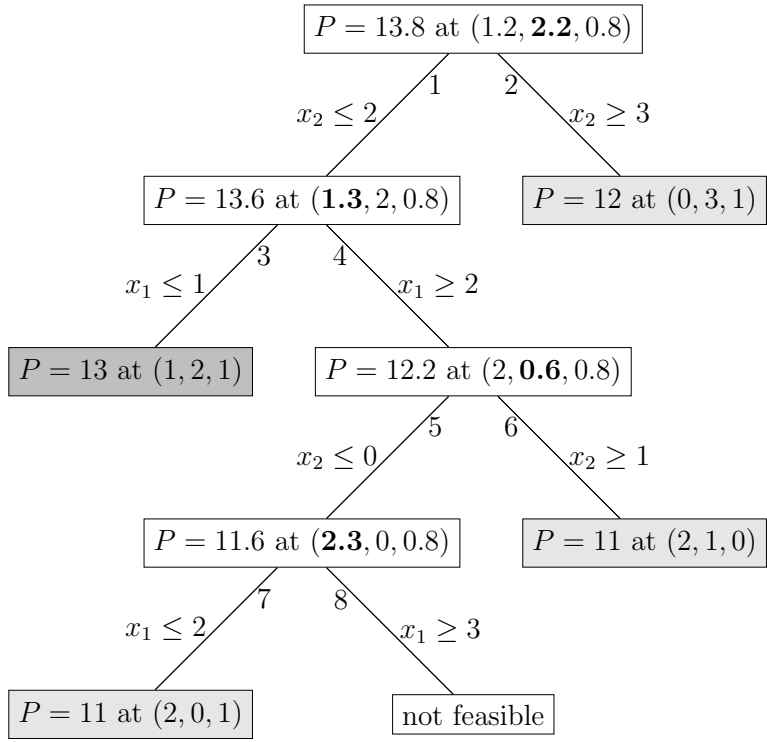 P = 13.8 at (1.2, 2.2, 0.8)
1 2
x₂ ≤ 2 x₂ ≥ 3
P = 13.6 at (1.3, 2, 0.8) P = 12 at (0, 3, 1)
3 4
x₁ ≤ 1 x₁ ≥ 2
P = 13 at (1, 2, 1) P = 12.2 at (2, 0.6, 0.8)
5 6
x₂ ≤ 0 x₂ ≥ 1
P = 11.6 at (2.3, 0, 0.8) P = 11 at (2, 1, 0)
7 8
x₁ ≤ 2 x₁ ≥ 3
P = 11 at (2, 0, 1) not feasible